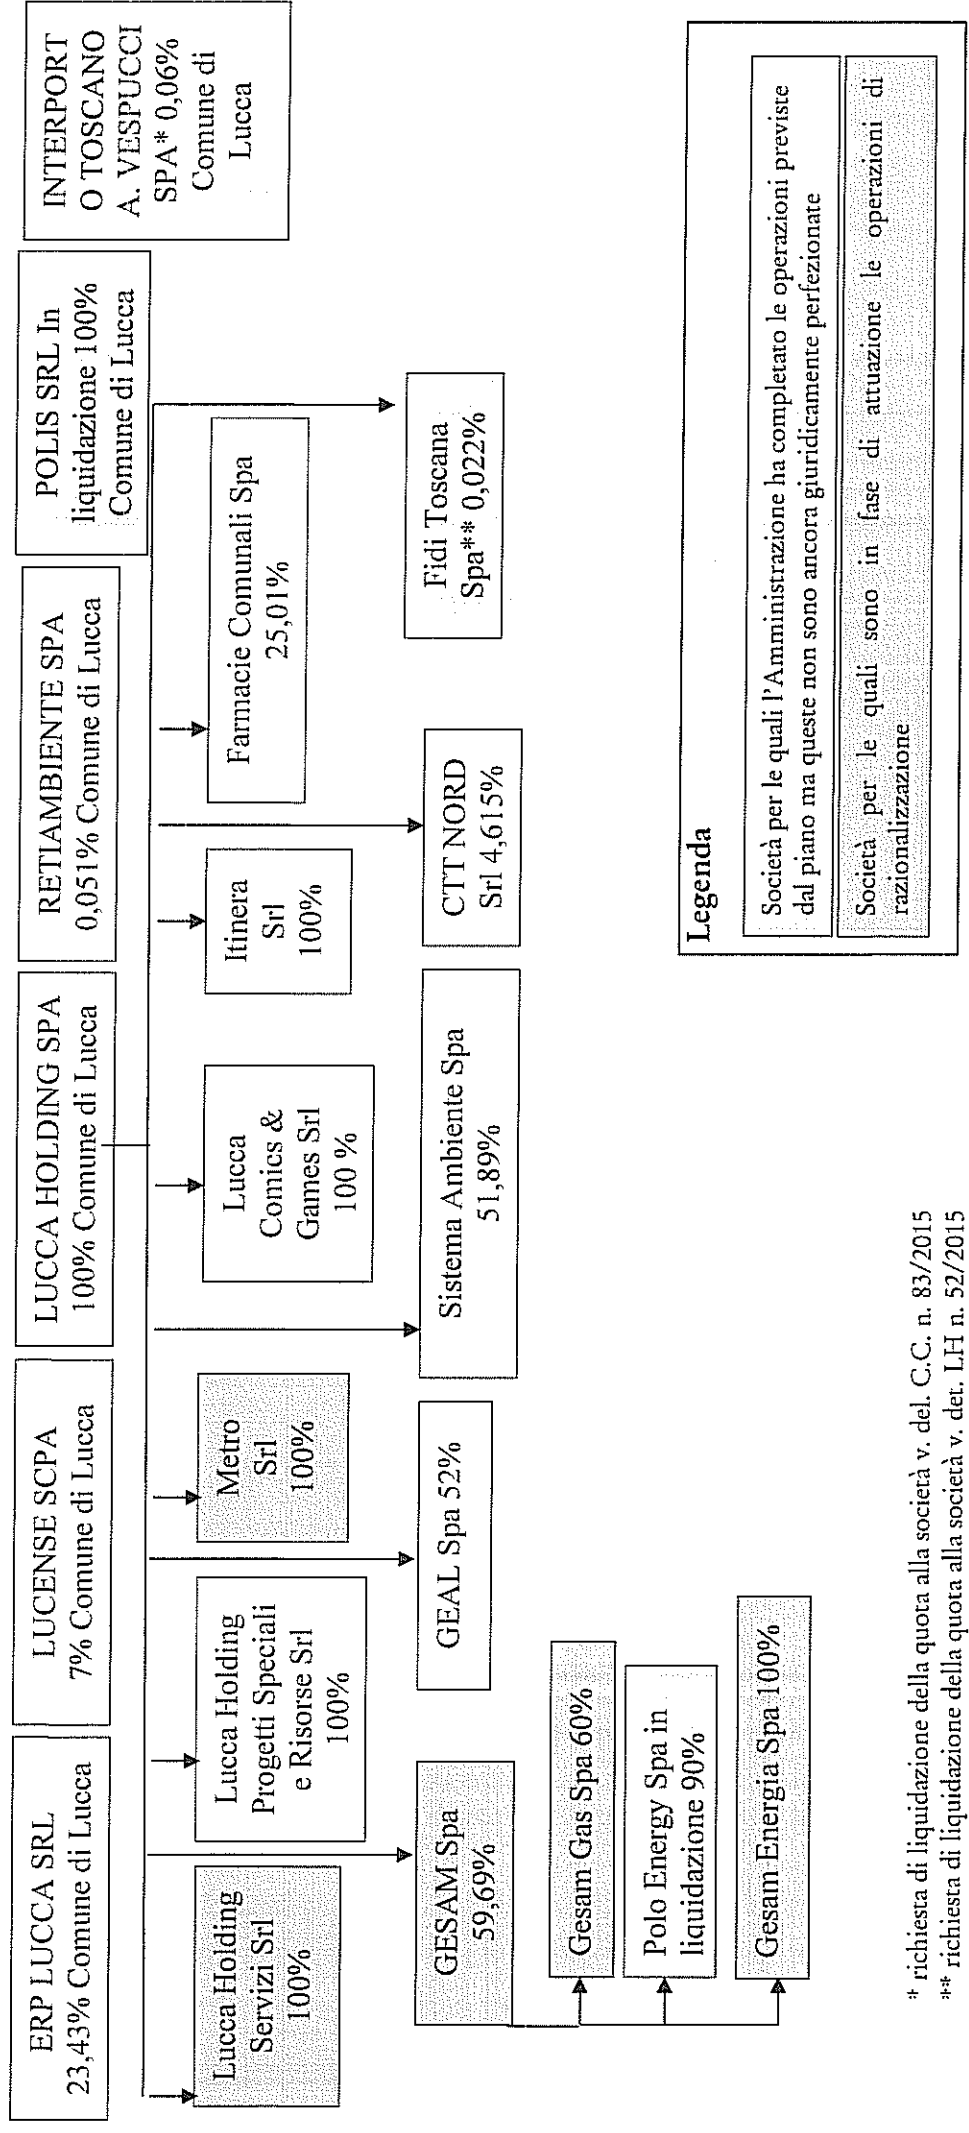 ERP LUCCA SRL
23,43% Comune di Lucca
LUCENSE SCPA
7% Comune di Lucca
LUCCA HOLDING SPA
100% Comune di Lucca
RETIAMBIENTE SPA
0,051% Comune di Lucca
POLIS SRL In
liquidazione 100%
Comune di Lucca
INTERPORT
O TOSCANO
A. VESPUCCI
SPA* 0,06%
Comune di
Lucca
Lucca Holding
Servizi Srl
100%
Lucca Holding
Progetti Speciali
e Risorse Srl
100%
Metro
Srl
100%
Lucca
Comics &
Games Srl
100 %
Itinera
Srl
100%
Farmacie Comunali Spa
25,01%
GESAM Spa
59,69%
GEAL Spa 52%
Sistema Ambiente Spa
51,89%
CTT NORD
Srl 4,615%
Fidi Toscana
Spa** 0,022%
Gesam Gas Spa 60%
Polo Energy Spa in
liquidazione 90%
Gesam Energia Spa 100%
Legenda
Società per le quali l'Amministrazione ha completato le operazioni previste
dal piano ma queste non sono ancora giuridicamente perfezionate
Società per le quali sono in fase di attuazione le operazioni di
razionalizzazione
* richiesta di liquidazione della quota alla società v. del. C.C. n. 83/2015
** richiesta di liquidazione della quota alla società v. det. LH n. 52/2015